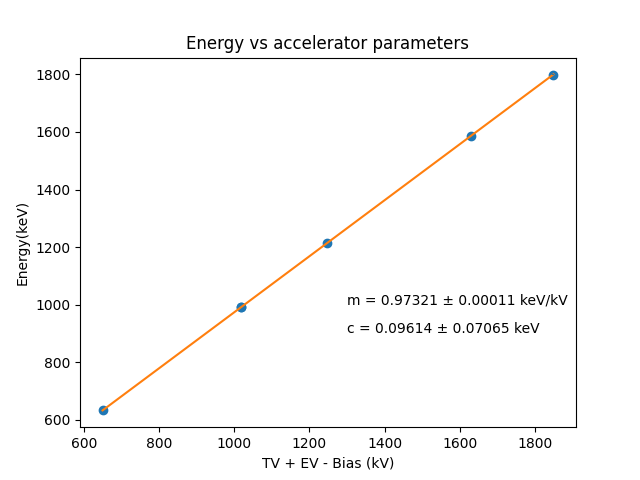 Energy vs accelerator parameters
1800
1600
1400
1200
1000
800
600
Energy(keV)
m = 0.97321 ± 0.00011 keV/kV
c = 0.09614 ± 0.07065 keV
600 800 1000 1200 1400 1600 1800
TV + EV - Bias (kV)